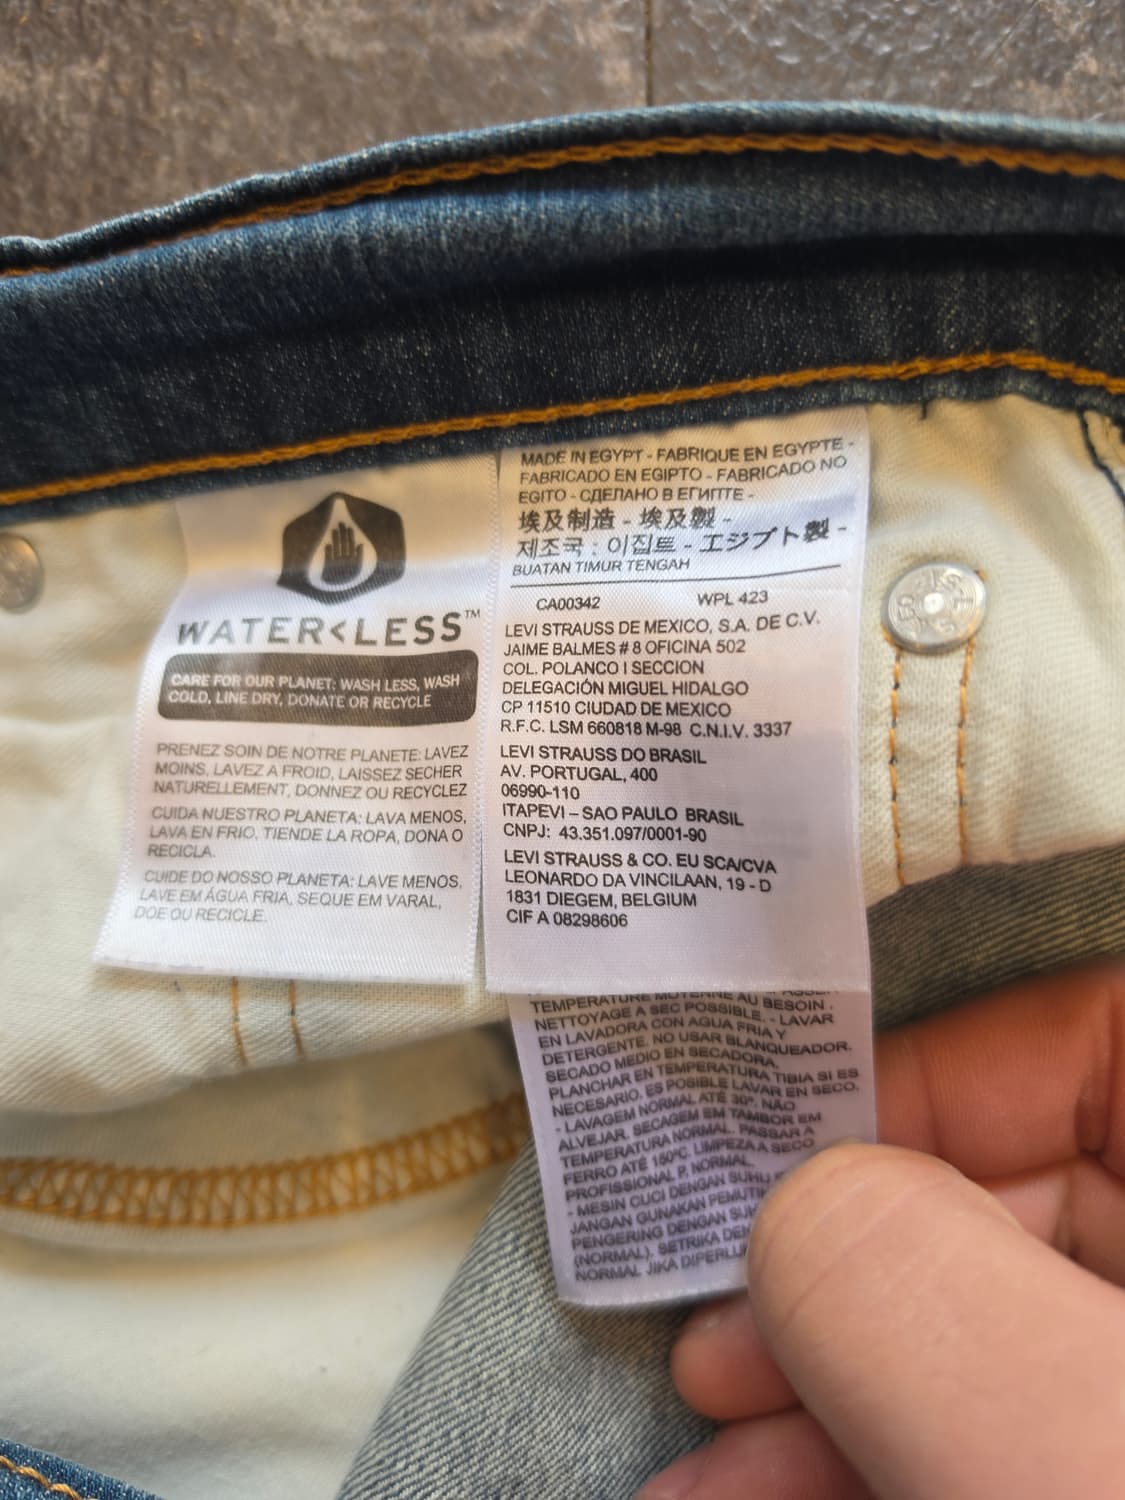 WATER<LESS™
CARE FOR OUR PLANET: WASH LESS, WASH
COLD, LINE DRY, DONATE OR RECYCLE
PRENEZ SOIN DE NOTRE PLANETE: LAVEZ
MOINS, LAVEZ A FROID, LAISSEZ SECHER
NATURELLEMENT, DONNEZ OU RECYCLEZ
CUIDA NUESTRO PLANETA: LAVA MENOS,
LAVA EN FRIO, TIENDE LA ROPA, DONA O
RECICLA.
CUIDE DO NOSSO PLANETA: LAVE MENOS,
LAVE EM ÁGUA FRIA, SEQUE EM VARAL,
DOE OU RECICLE.
MADE IN EGYPT - FABRIQUE EN EGYPTE -
FABRICADO EN EGIPTO - FABRICADO NO
EGITO - СДЕЛАНО В ЕГИПТЕ -
埃及制造 - 埃及製 -
제조국 : 이집트 - エジプト製 -
BUATAN TIMUR TENGAH
CA00342 WPL 423
LEVI STRAUSS DE MEXICO, S.A. DE C.V.
JAIME BALMES # 8 OFICINA 502
COL. POLANCO I SECCION
DELEGACIÓN MIGUEL HIDALGO
CP 11510 CIUDAD DE MEXICO
R.F.C. LSM 660818 M-98 C.N.I.V. 3337
LEVI STRAUSS DO BRASIL
AV. PORTUGAL, 400
06990-110
ITAPEVI – SAO PAULO BRASIL
CNPJ: 43.351.097/0001-90
LEVI STRAUSS & CO. EU SCA/CVA
LEONARDO DA VINCILAAN, 19 - D
1831 DIEGEM, BELGIUM
CIF A 08298606
TEMPERATURE MOYENNE AU BESOIN .
NETTOYAGE A SEC POSSIBLE. - LAVAR
EN LAVADORA CON AGUA FRIA Y
DETERGENTE. NO USAR BLANQUEADOR.
SECADO MEDIO EN SECADORA.
PLANCHAR EN TEMPERATURA TIBIA SI ES
NECESARIO. ES POSIBLE LAVAR EN SECO.
- LAVAGEM NORMAL ATÉ 30º. NÃO
ALVEJAR. SECAGEM EM TAMBOR EM
TEMPERATURA NORMAL. PASSAR A
FERRO ATÉ 150ºC. LIMPEZA A SECO
PROFISSIONAL P, NORMAL.
- MESIN CUCI DENGAN SUHU
JANGAN GUNAKAN
PENGERING DENGAN
(NORMAL). SETRIKA
NORMAL JIKA